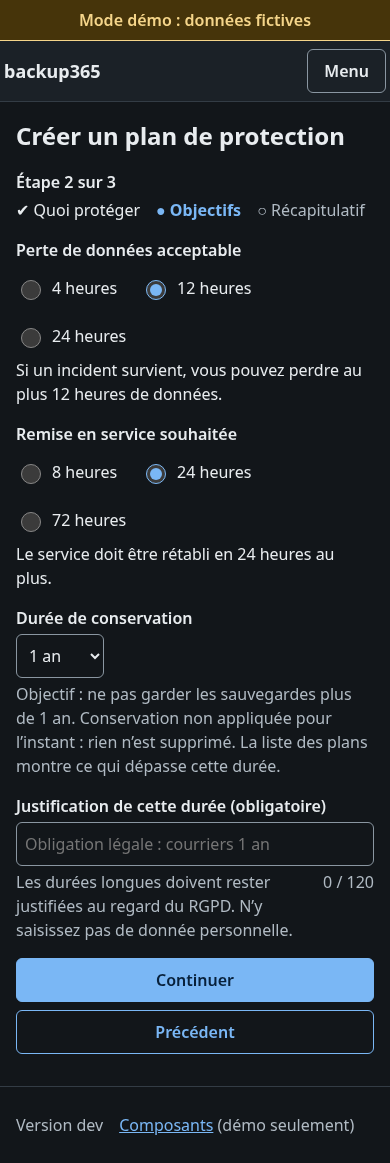 Mode démo : données fictives
backup365 Menu
Créer un plan de protection
Étape 2 sur 3
✔ Quoi protéger ● Objectifs ○ Récapitulatif
Perte de données acceptable
4 heures 12 heures
24 heures
Si un incident survient, vous pouvez perdre au
plus 12 heures de données.
Remise en service souhaitée
8 heures 24 heures
72 heures
Le service doit être rétabli en 24 heures au
plus.
Durée de conservation
1 an
Objectif : ne pas garder les sauvegardes plus
de 1 an. Conservation non appliquée pour
l’instant : rien n’est supprimé. La liste des plans
montre ce qui dépasse cette durée.
Justification de cette durée (obligatoire)
Obligation légale : courriers 1 an
Les durées longues doivent rester 0 / 120
justifiées au regard du RGPD. N’y
saisissez pas de donnée personnelle.
Continuer
Précédent
Version dev Composants (démo seulement)